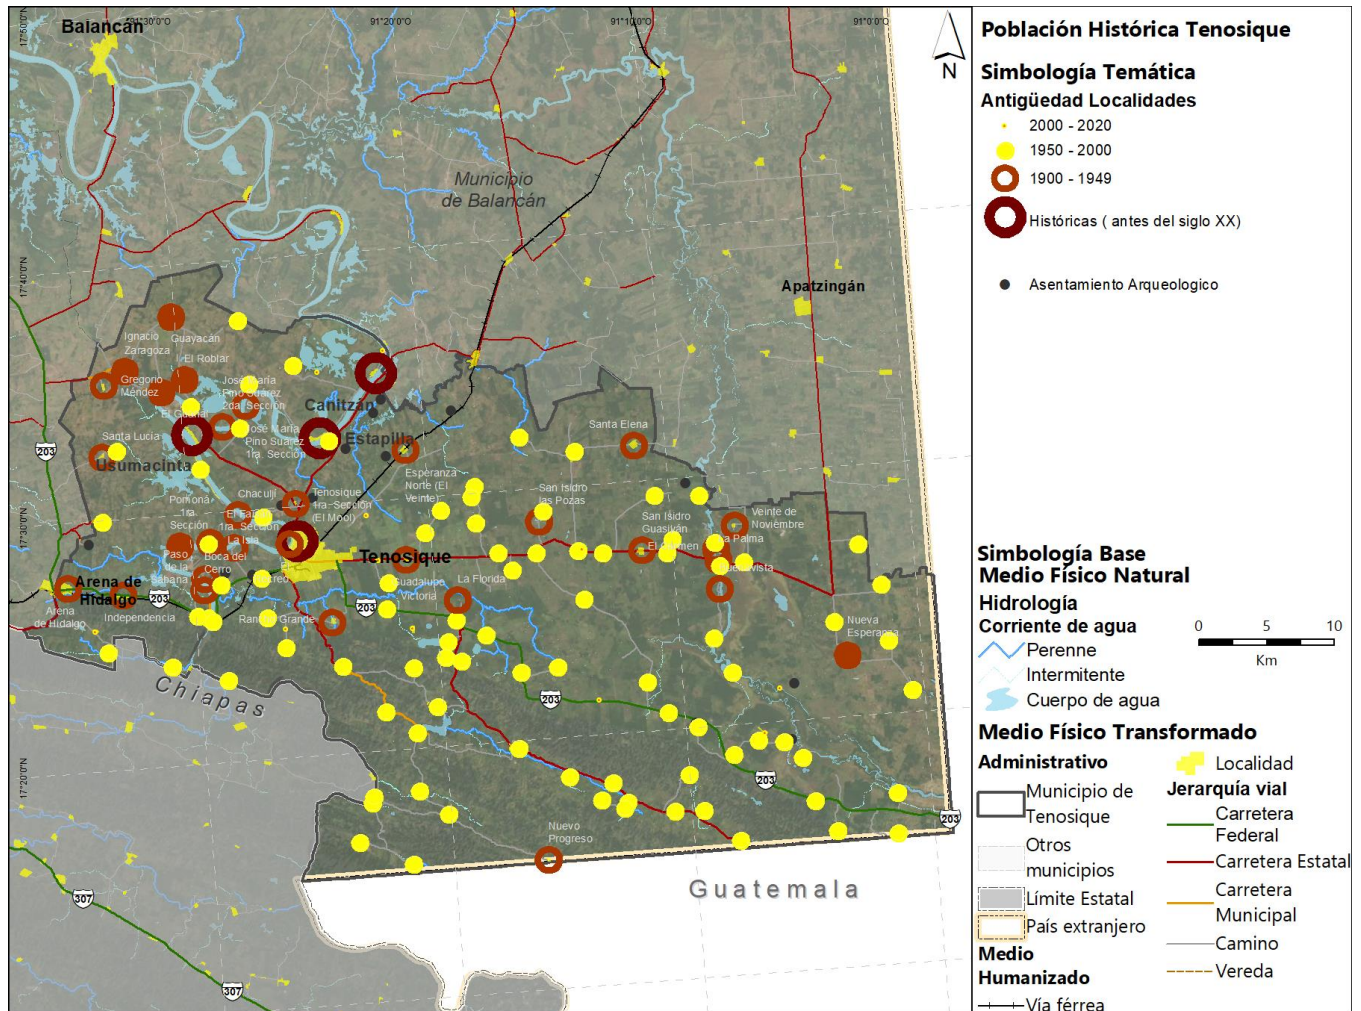 Balancán
91°30'0"O
91°20'0"O
91°10'0"O
91°0'0"O
17°50'0"N
17°40'0"N
17°30'0"N
17°20'0"N
N
Municipio
de Balancán
Apatzingán
Ignacio
Zaragoza
Guayacán
El Roblar
Gregorio
Méndez
José María
Pino Suárez
2da. Sección
Canitzán
Santa Lucia
José María
Pino Suárez
1ra. Sección
Estapilla
Usumacinta
Santa Elena
Esperanza
Norte (El
Veinte)
San Isidro
las Pozas
Pomoná
1ra
Sección
Chaculjí
Tenosique
1ra. Sección
(El Mool)
1ra. Sección
La Isla
San Isidro
Guasiván
Veinte de
Noviembre
El Carmen
La Palma
Paso
de la
Sabana
Boca del
Cerro
Tenosique
Guadalupe
Victoria
La Florida
Arena de
Hidalgo
Arena
de Hidalgo
Independencia
Rancho Grande
Nueva
Esperanza
Chiapas
Nuevo
Progreso
Guatemala
203
203
203
203
203
203
307
307
Población Histórica Tenosique
Simbología Temática
Antigüedad Localidades
2000 - 2020
1950 - 2000
1900 - 1949
Históricas ( antes del siglo XX)
Asentamiento Arqueologico
Simbología Base
Medio Físico Natural
Hidrología
Corriente de agua
Perenne
Intermitente
Cuerpo de agua
0 5 10
Km
Medio Físico Transformado
Administrativo
Municipio de
Tenosique
Otros
municipios
Límite Estatal
País extranjero
Medio
Humanizado
Vía férrea
Localidad
Jerarquía vial
Carretera
Federal
Carretera Estatal
Carretera
Municipal
Camino
Vereda